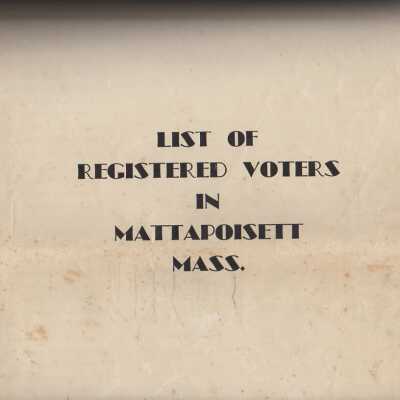 LIST OF
REGISTERED VOTERS
IN
MATTAPOISETT
MASS.